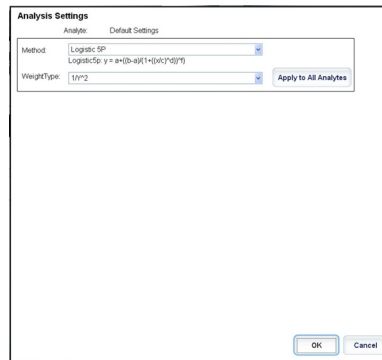 Analysis Settings
Analyte: Default Settings
Method: Logistic 5P
Logistic5p: y = a+((b-a)/(1+((x/c)^d))^f)
WeightType: 1/Y^2 Apply to All Analytes
OK Cancel